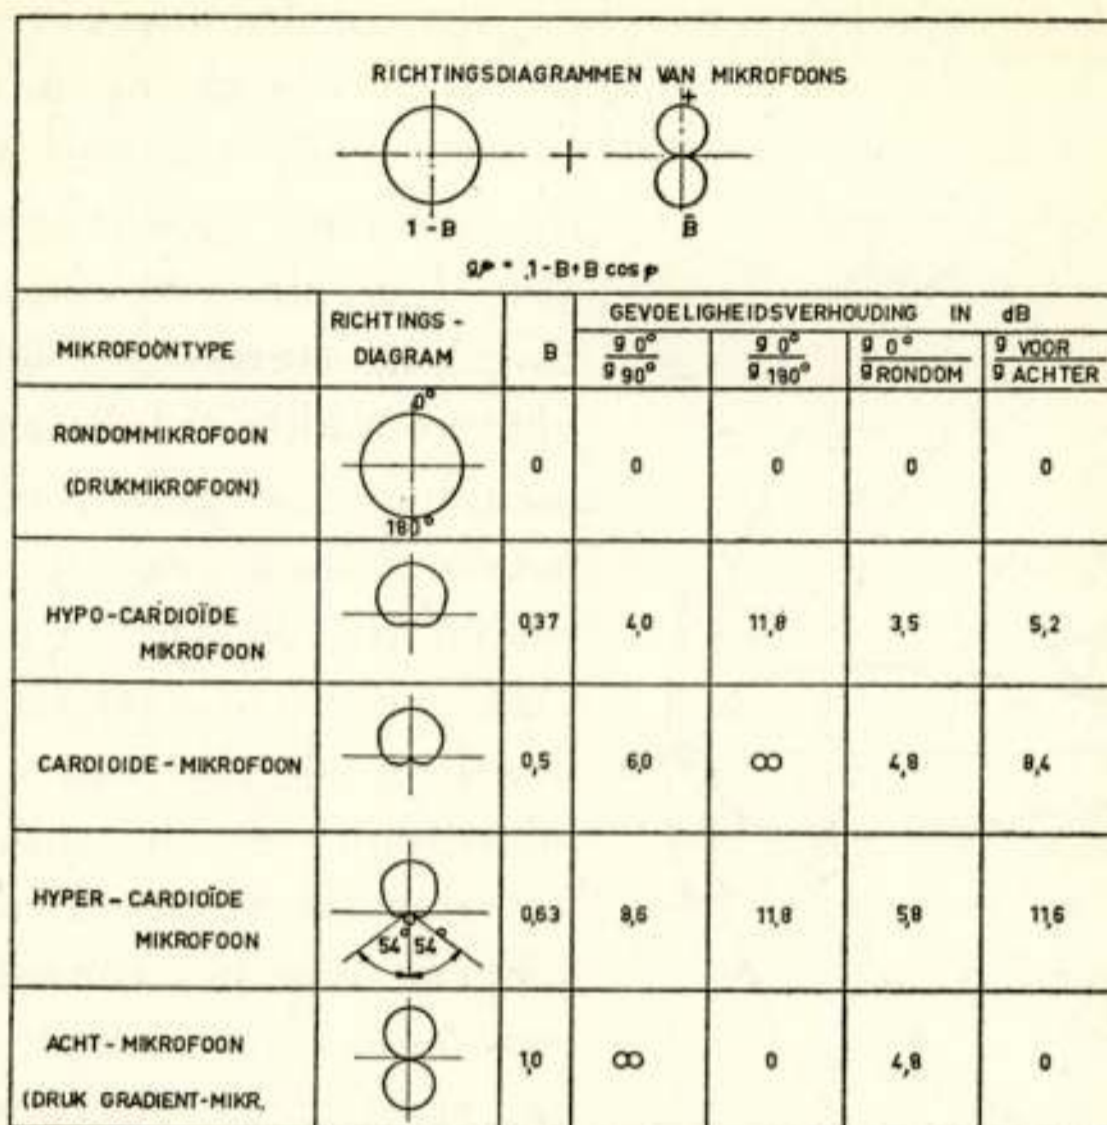 RICHTINGSDIAGRAMMEN VAN MIKROFOONS
+
+
1 - B
B
gφ = 1-B+B cos φ
MIKROFOONTYPE
RICHTINGS -
DIAGRAM
B
GEVOELIGHEIDSVERHOUDING IN dB
g 0° / g 90°
g 0° / g 180°
g 0° / g RONDOM
g VOOR / g ACHTER
RONDOMMIKROFOON
(DRUKMIKROFOON)
0°
180°
0 0 0 0 0
HYPO-CARDIOÏDE
MIKROFOON
0,37 4,0 11,8 3,5 5,2
CARDIOIDE - MIKROFOON
0,5 6,0 ∞ 4,8 8,4
HYPER - CARDIOÏDE
MIKROFOON
54° 54°
0,63 8,6 11,8 5,8 11,6
ACHT - MIKROFOON
(DRUK GRADIENT-MIKR.
1,0 ∞ 0 4,8 0